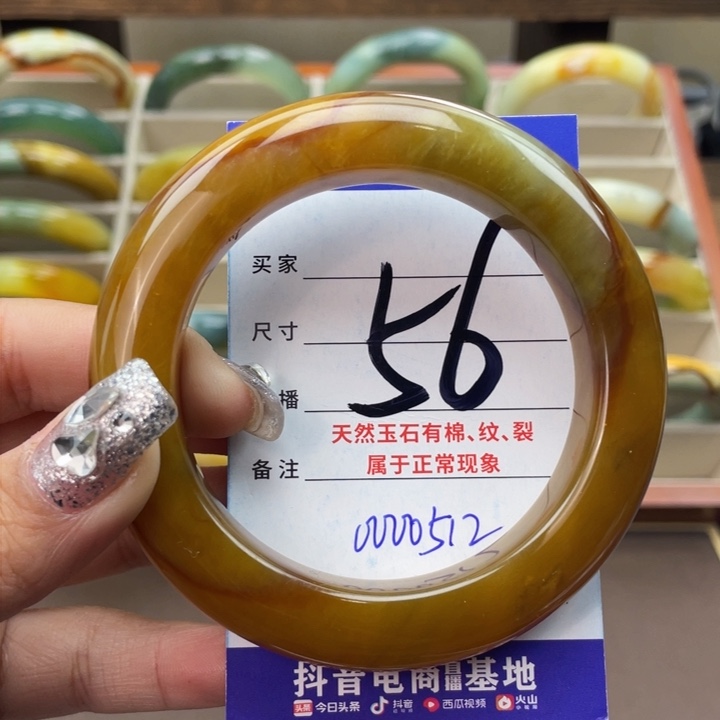 买家
尺寸
56
播
天然玉石有棉、纹、裂
备注
属于正常现象
0000512
抖音电商直播基地
头条 今日头条 抖音 西瓜视频 火山